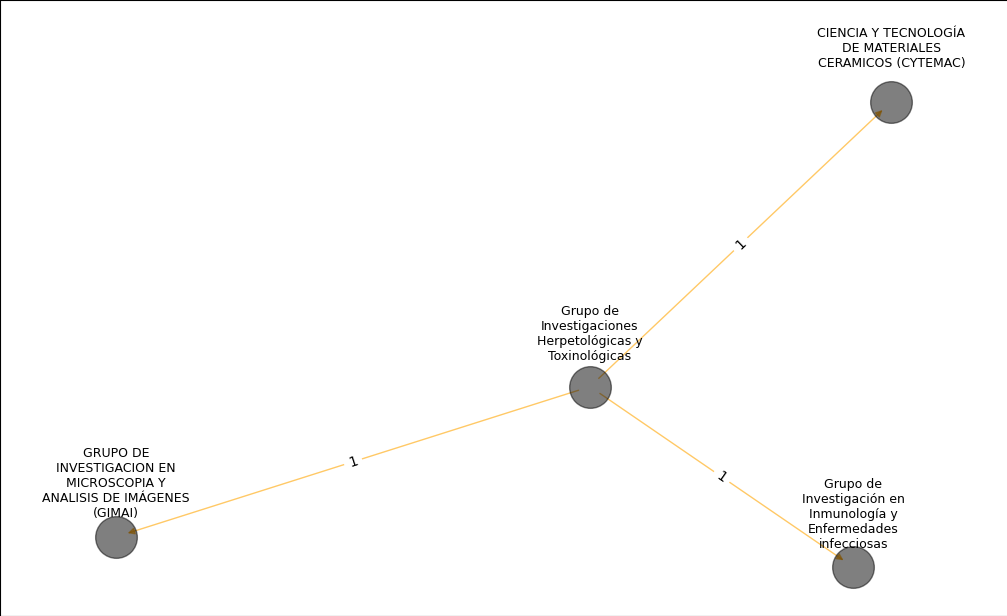 CIENCIA Y TECNOLOGÍA
DE MATERIALES
CERAMICOS (CYTEMAC)
1
Grupo de
Investigaciones
Herpetológicas y
Toxinológicas
1
1
GRUPO DE
INVESTIGACION EN
MICROSCOPIA Y
ANALISIS DE IMÁGENES
(GIMAI)
Grupo de
Investigación en
Inmunología y
Enfermedades
infecciosas